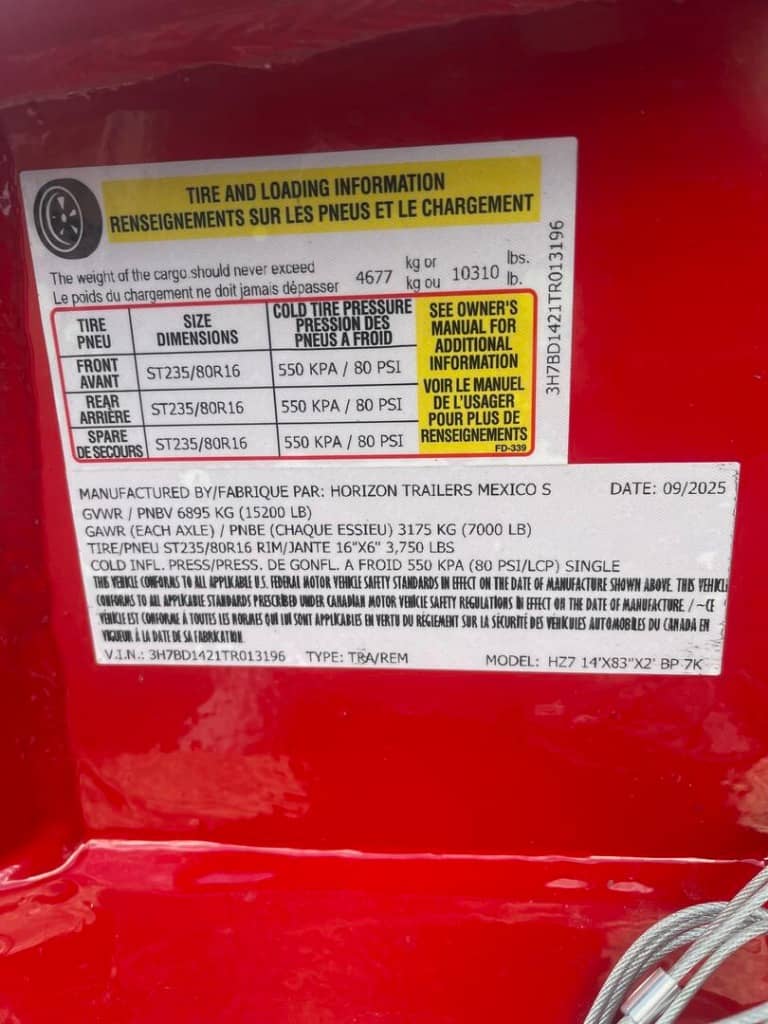 TIRE AND LOADING INFORMATION
RENSEIGNEMENTS SUR LES PNEUS ET LE CHARGEMENT
The weight of the cargo should never exceed 4677 kg or 10310 lbs.
Le poids du chargement ne doit jamais dépasser kg ou lb.
TIRE PNEU
SIZE DIMENSIONS
COLD TIRE PRESSURE
PRESSION DES
PNEUS A FROID
FRONT AVANT ST235/80R16 550 KPA / 80 PSI
REAR ARRIÈRE ST235/80R16 550 KPA / 80 PSI
SPARE DE SECOURS ST235/80R16 550 KPA / 80 PSI
SEE OWNER'S
MANUAL FOR
ADDITIONAL
INFORMATION
VOIR LE MANUEL
DE L'USAGER
POUR PLUS DE
RENSEIGNEMENTS
FD-339
3H7BD1421TR013196
MANUFACTURED BY/FABRIQUE PAR: HORIZON TRAILERS MEXICO S DATE: 09/2025
GVWR / PNBV 6895 KG (15200 LB)
GAWR (EACH AXLE) / PNBE (CHAQUE ESSIEU) 3175 KG (7000 LB)
TIRE/PNEU ST235/80R16 RIM/JANTE 16"X6" 3,750 LBS
COLD INFL. PRESS/PRESS. DE GONFL. A FROID 550 KPA (80 PSI/LCP) SINGLE
THIS VEHICLE CONFORMS TO ALL APPLICABLE U.S. FEDERAL MOTOR VEHICLE SAFETY STANDARDS IN EFFECT ON THE DATE OF MANUFACTURE SHOWN ABOVE. THIS VEHICLE
CONFORMS TO ALL APPLICABLE STANDARDS PRESCRIBED UNDER CANADIAN MOTOR VEHICLE SAFETY REGULATIONS IN EFFECT ON THE DATE OF MANUFACTURE. / ~CE
VÉHICLE EST CONFORME À TOUTES LES NORMES QUI LUI SONT APPLICABLES EN VERTU DU RÉGLEMENT SUR LA SÉCURITÉ DES VÉHICULES AUTOMOBILES DU CANADA EN
VIGUEUR À LA DATE DE SA FABRICATION.
V.I.N.: 3H7BD1421TR013196 TYPE: TRA/REM MODEL: HZ7 14'X83"X2' BP 7K